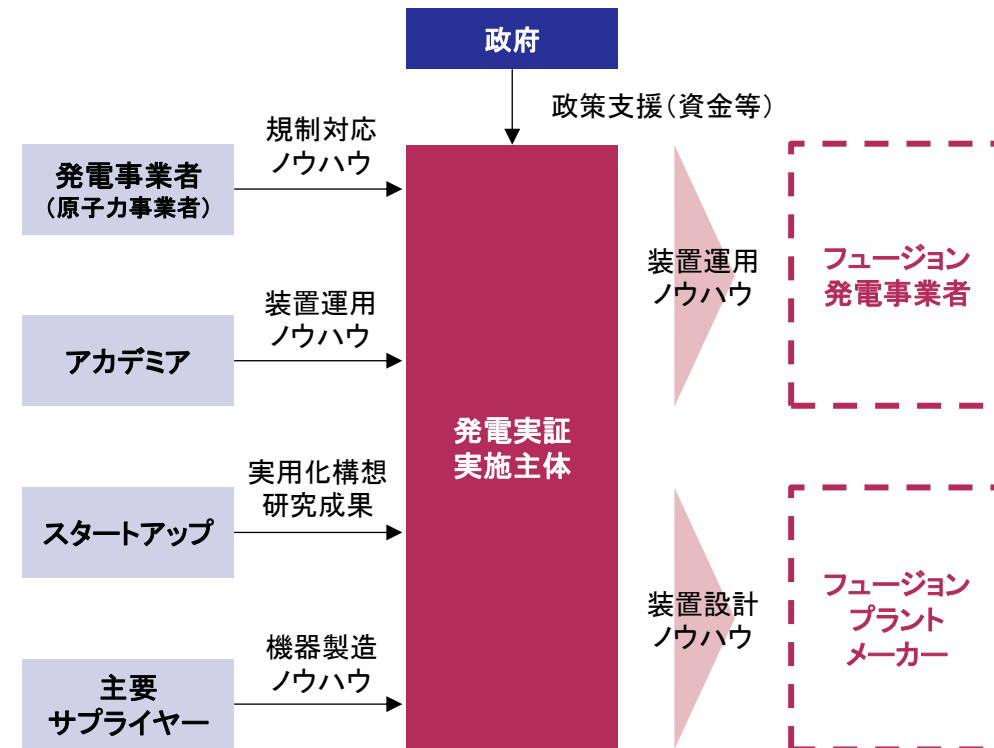 政府
政策支援（資金等）
規制対応
ノウハウ
発電事業者
（原子力事業者）
装置運用
ノウハウ
フュージョン
発電事業者
装置運用
ノウハウ
アカデミア
発電実証
実施主体
実用化構想
研究成果
スタートアップ
装置設計
ノウハウ
フュージョン
プラント
メーカー
機器製造
ノウハウ
主要
サプライヤー